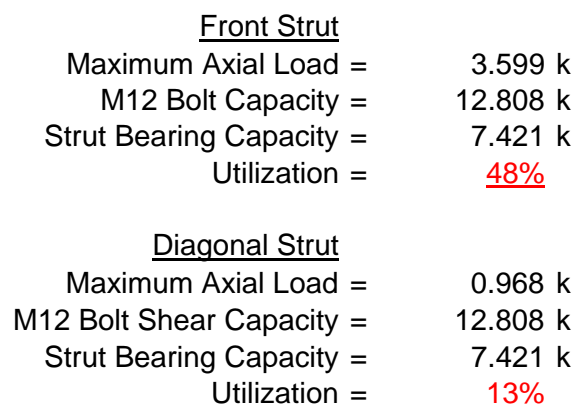 Front Strut
Maximum Axial Load = 3.599 k
M12 Bolt Capacity = 12.808 k
Strut Bearing Capacity = 7.421 k
Utilization = 48%
Diagonal Strut
Maximum Axial Load = 0.968 k
M12 Bolt Shear Capacity = 12.808 k
Strut Bearing Capacity = 7.421 k
Utilization = 13%